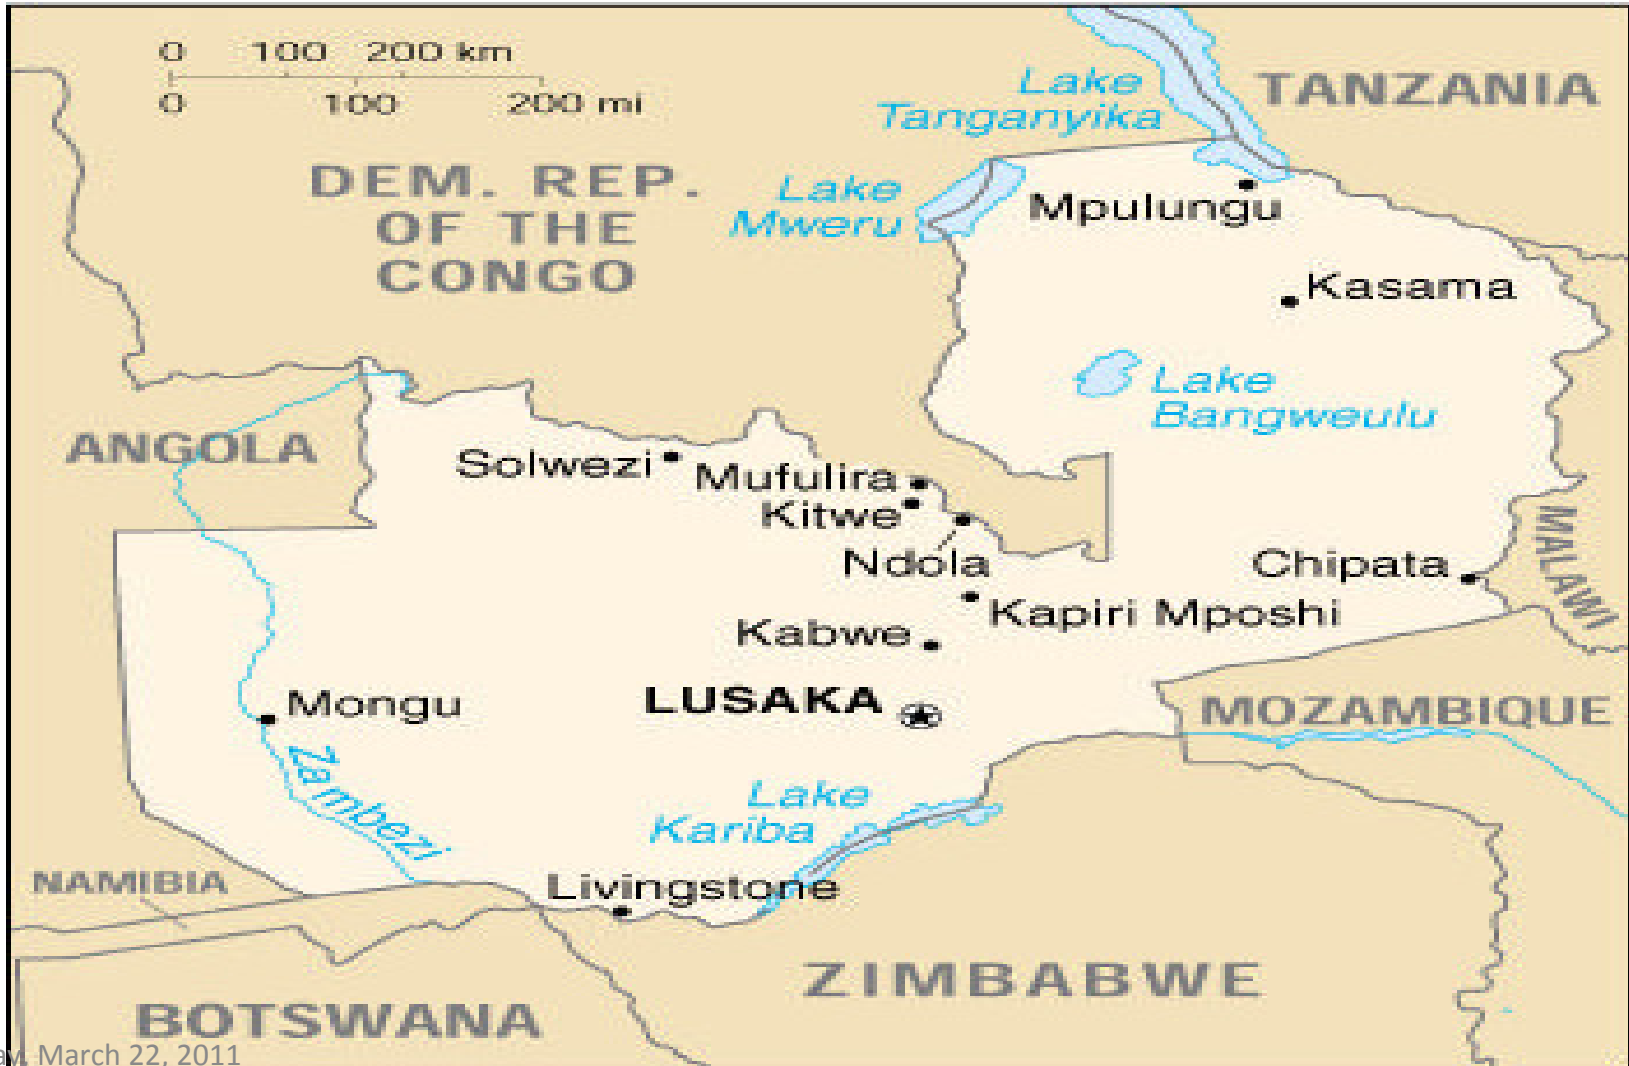 0 100 200 km
0 100 200 mi
Lake
Tanganyika
TANZANIA
DEM. REP.
OF THE
CONGO
Lake
Mweru
Mpulungu
Kasama
Lake
Bangweulu
ANGOLA
Solwezi
Mufulira
Kitwe
Ndola
Chipata
MALAWI
Kapiri Mposhi
Kabwe
LUSAKA
Mongu
MOZAMBIQUE
Zambezi
Lake
Kariba
NAMIBIA
Livingstone
ZIMBABWE
BOTSWANA
March 22, 2011